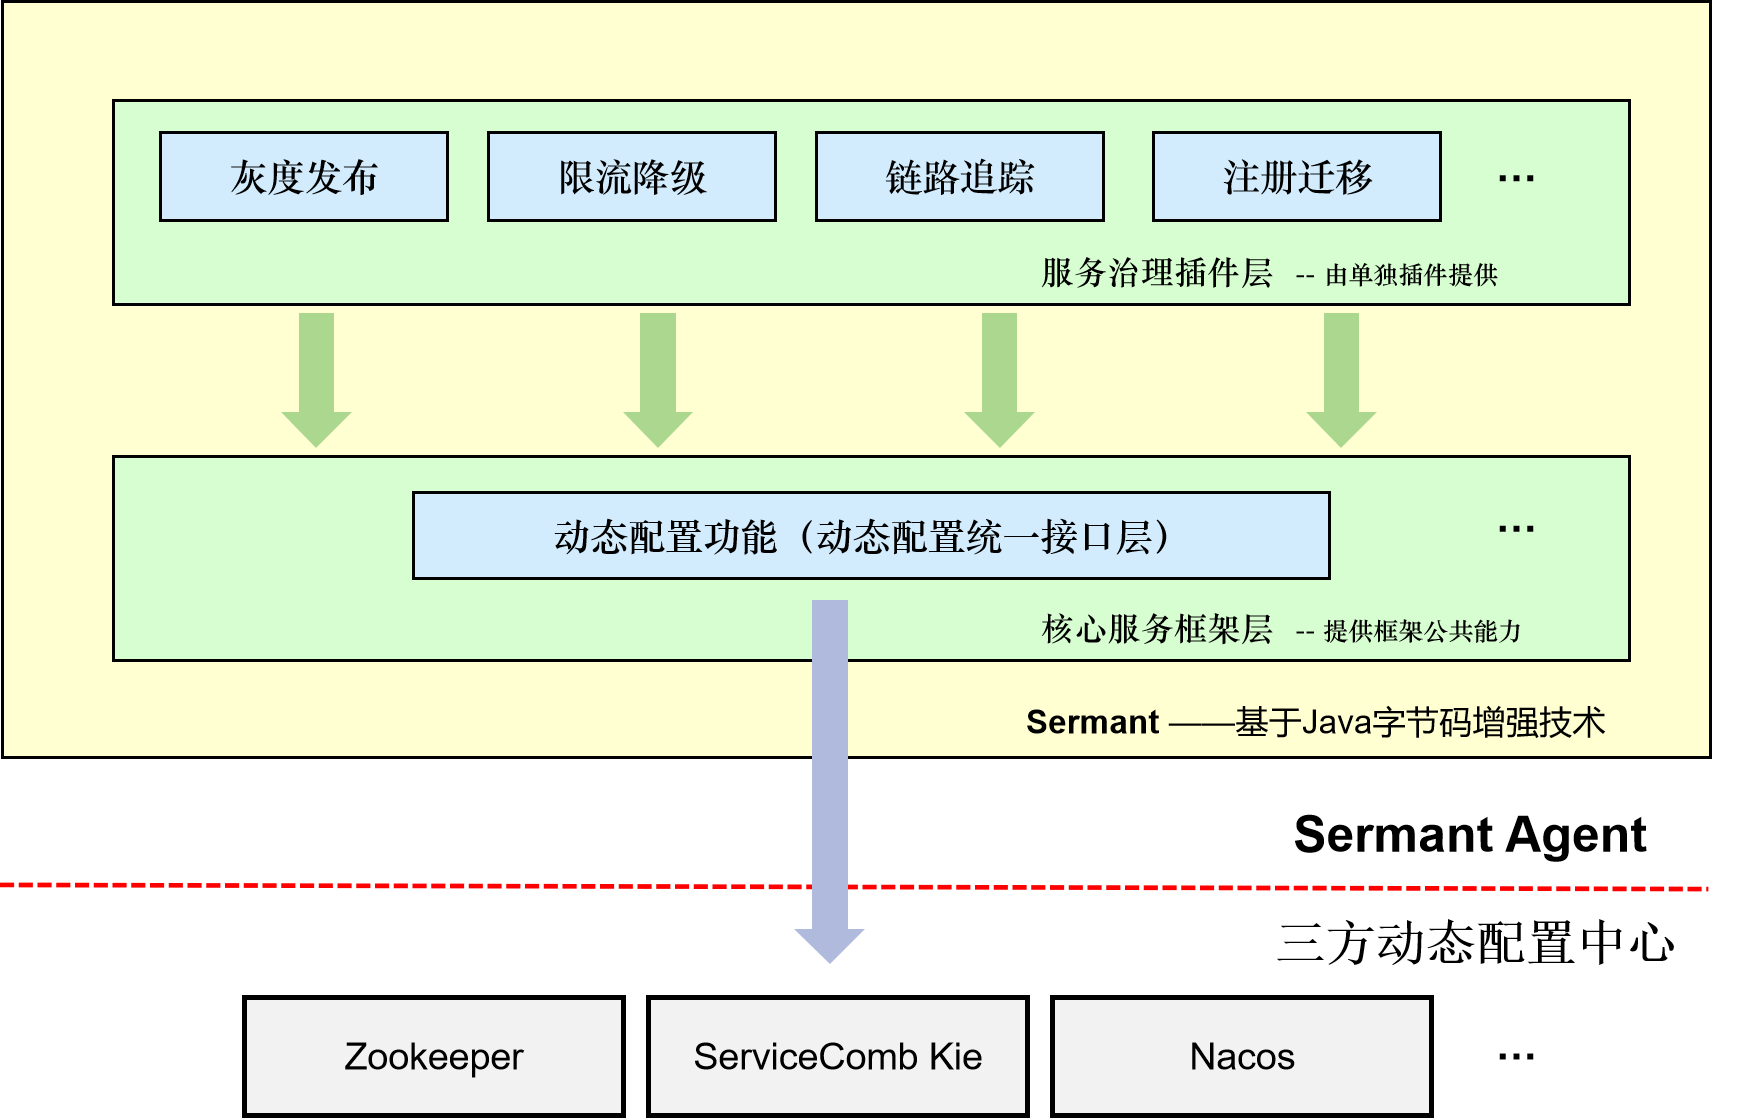 灰度发布
限流降级
链路追踪
注册迁移
...
服务治理插件层 -- 由单独插件提供
动态配置功能（动态配置统一接口层）
...
核心服务框架层 -- 提供框架公共能力
Sermant ——基于Java字节码增强技术
Sermant Agent
三方动态配置中心
Zookeeper
ServiceComb Kie
Nacos
...